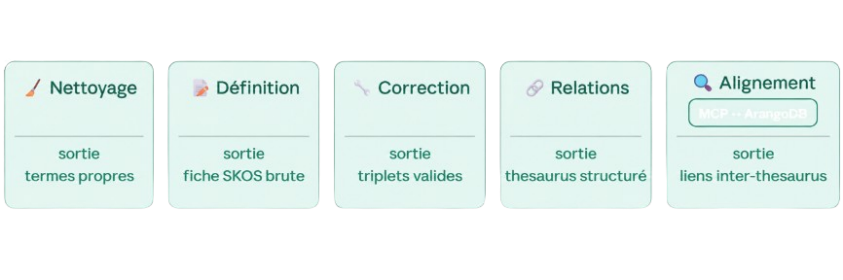 Nettoyage
sortie
termes propres
Définition
sortie
fiche SKOS brute
Correction
sortie
triplets valides
Relations
sortie
thesaurus structuré
Alignement
MCP ↔ ArangoDB
sortie
liens inter-thesaurus